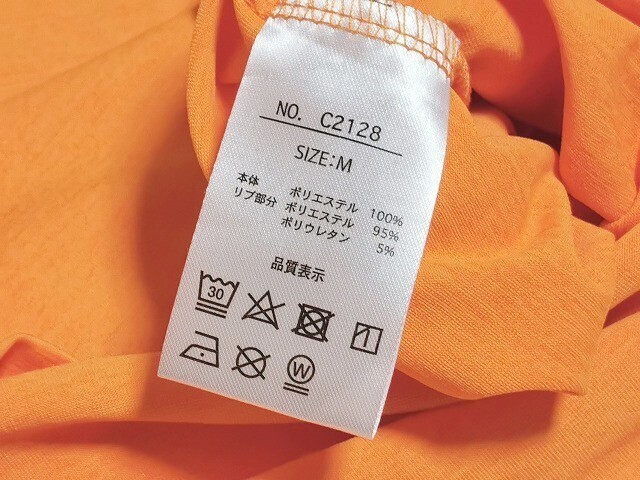 NO. C2128
SIZE:M
本体 ポリエステル 100%
リブ部分 ポリエステル 95%
ポリウレタン 5%
品質表示
30
W